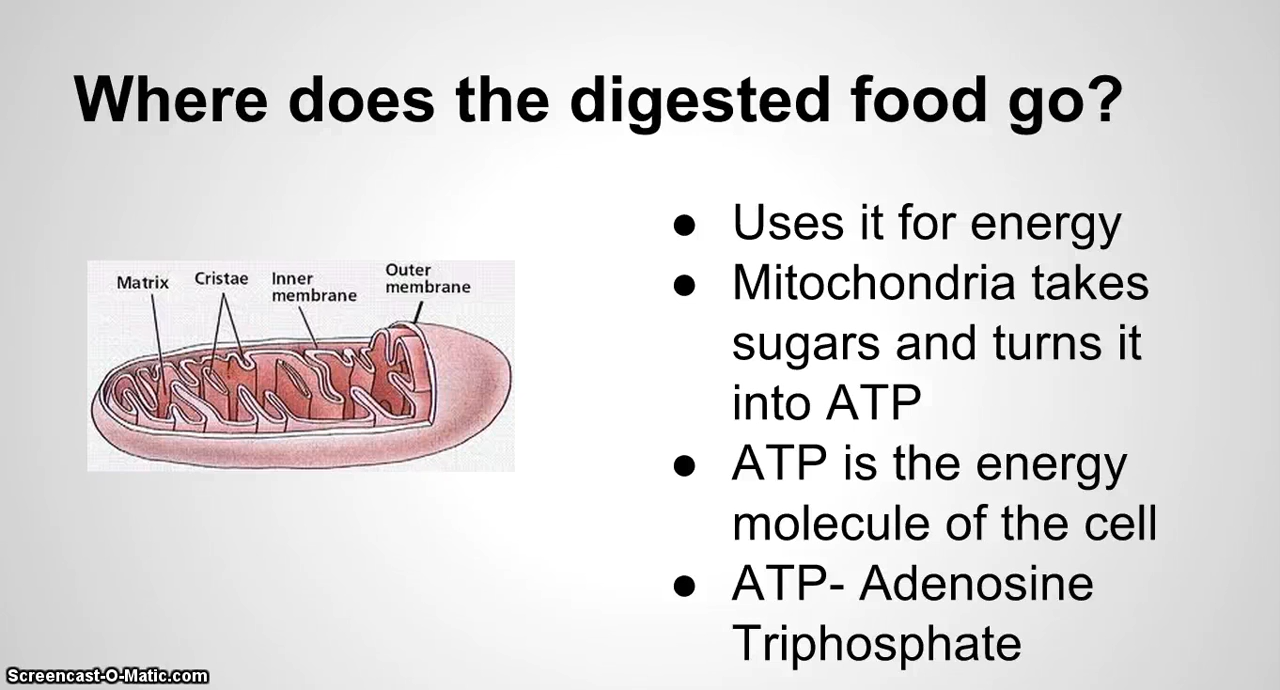 Where does the digested food go?
Matrix
Cristae
Inner
membrane
Outer
membrane
● Uses it for energy
● Mitochondria takes
sugars and turns it
into ATP
● ATP is the energy
molecule of the cell
● ATP- Adenosine
Triphosphate
Screencast-O-Matic.com